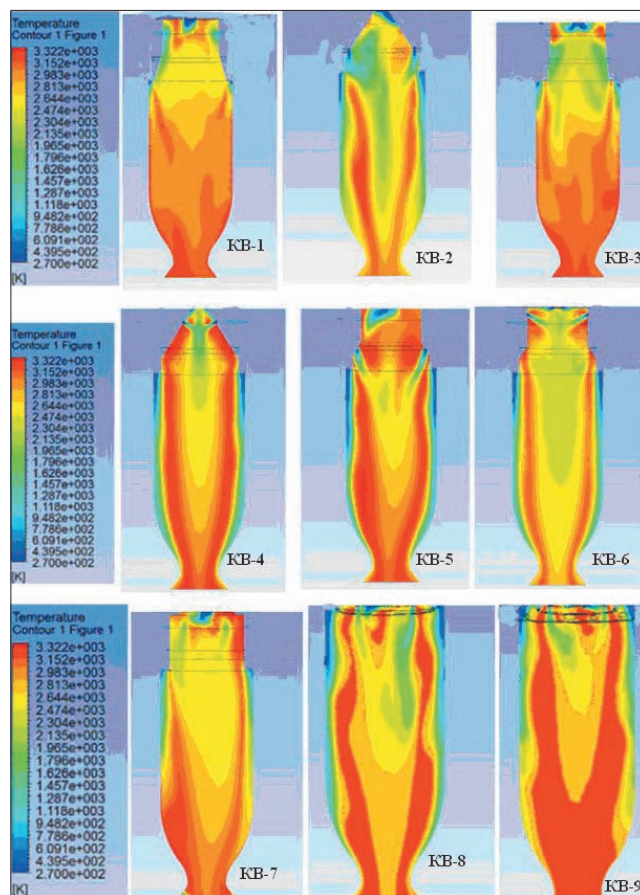 Temperature
Contour 1 Figure 1
3.322e+003
3.152e+003
2.983e+003
2.813e+003
2.644e+003
2.474e+003
2.304e+003
2.135e+003
1.965e+003
1.796e+003
1.626e+003
1.457e+003
1.287e+003
1.118e+003
9.482e+002
7.786e+002
6.091e+002
4.395e+002
2.700e+002
[K]
КВ-1
КВ-2
КВ-3
Temperature
Contour 1 Figure 1
3.322e+003
3.152e+003
2.983e+003
2.813e+003
2.644e+003
2.474e+003
2.304e+003
2.135e+003
1.965e+003
1.796e+003
1.626e+003
1.457e+003
1.287e+003
1.118e+003
9.482e+002
7.786e+002
6.091e+002
4.395e+002
2.700e+002
[K]
КВ-4
КВ-5
КВ-6
Temperature
Contour 1 Figure 1
3.322e+003
3.152e+003
2.983e+003
2.813e+003
2.644e+003
2.474e+003
2.304e+003
2.135e+003
1.965e+003
1.796e+003
1.626e+003
1.457e+003
1.287e+003
1.118e+003
9.482e+002
7.786e+002
6.091e+002
4.395e+002
2.700e+002
[K]
КВ-7
КВ-8
КВ-9